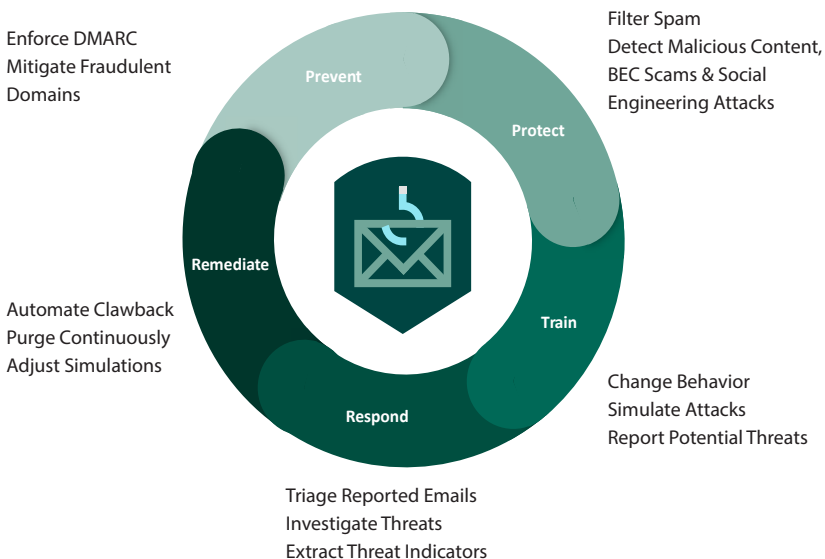 Enforce DMARC
Mitigate Fraudulent
Domains
Prevent
Filter Spam
Detect Malicious Content,
BEC Scams & Social
Engineering Attacks
Protect
Train
Change Behavior
Simulate Attacks
Report Potential Threats
Respond
Triage Reported Emails
Investigate Threats
Extract Threat Indicators
Remediate
Automate Clawback
Purge Continuously
Adjust Simulations